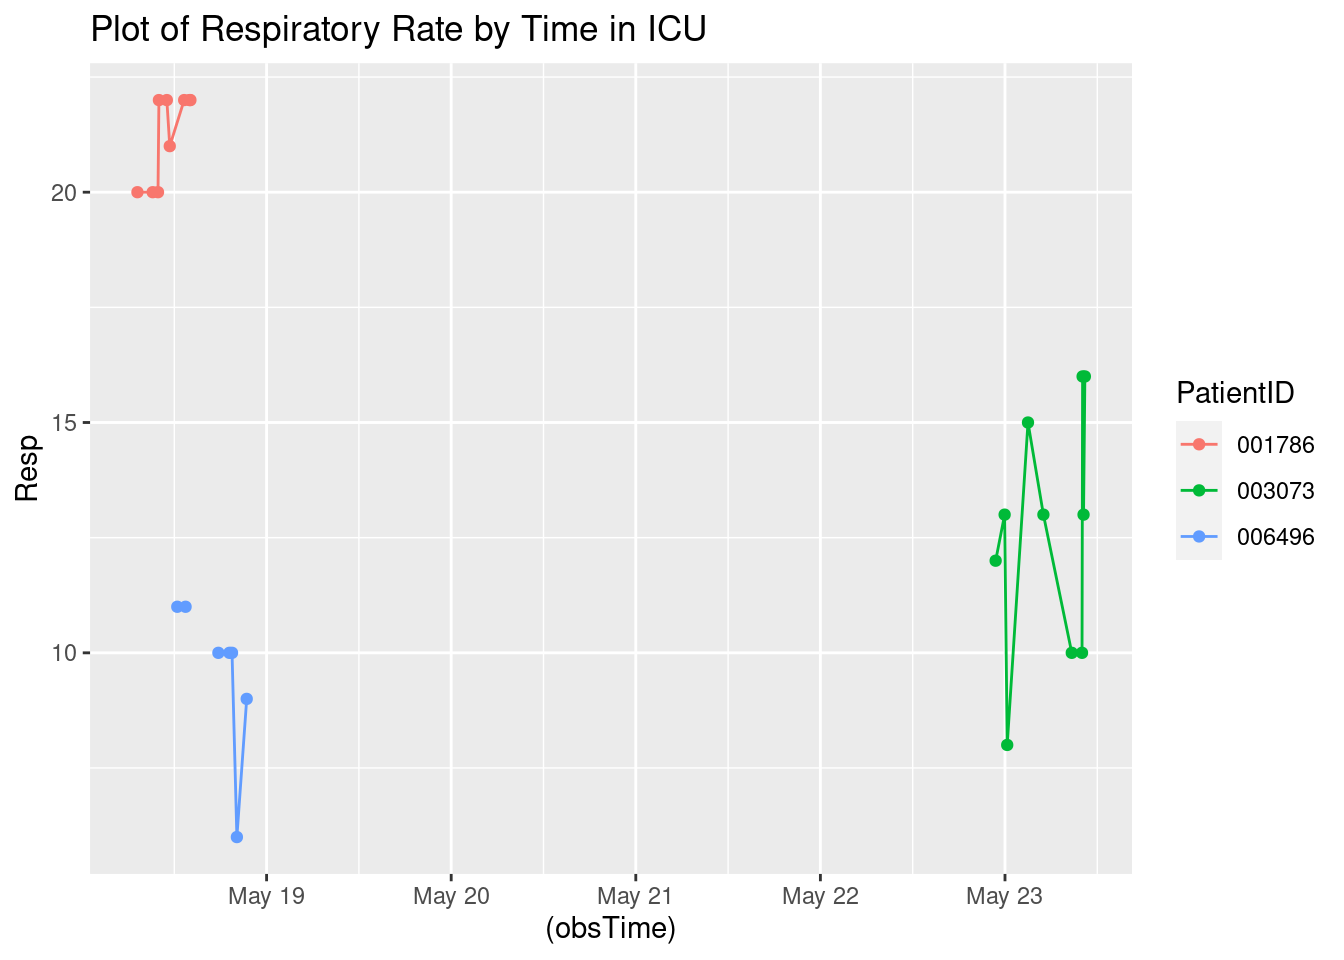 Plot of Respiratory Rate by Time in ICU
20
15
10
Resp
May 19
May 20
May 21
May 22
May 23
(obsTime)
PatientID
001786
003073
006496